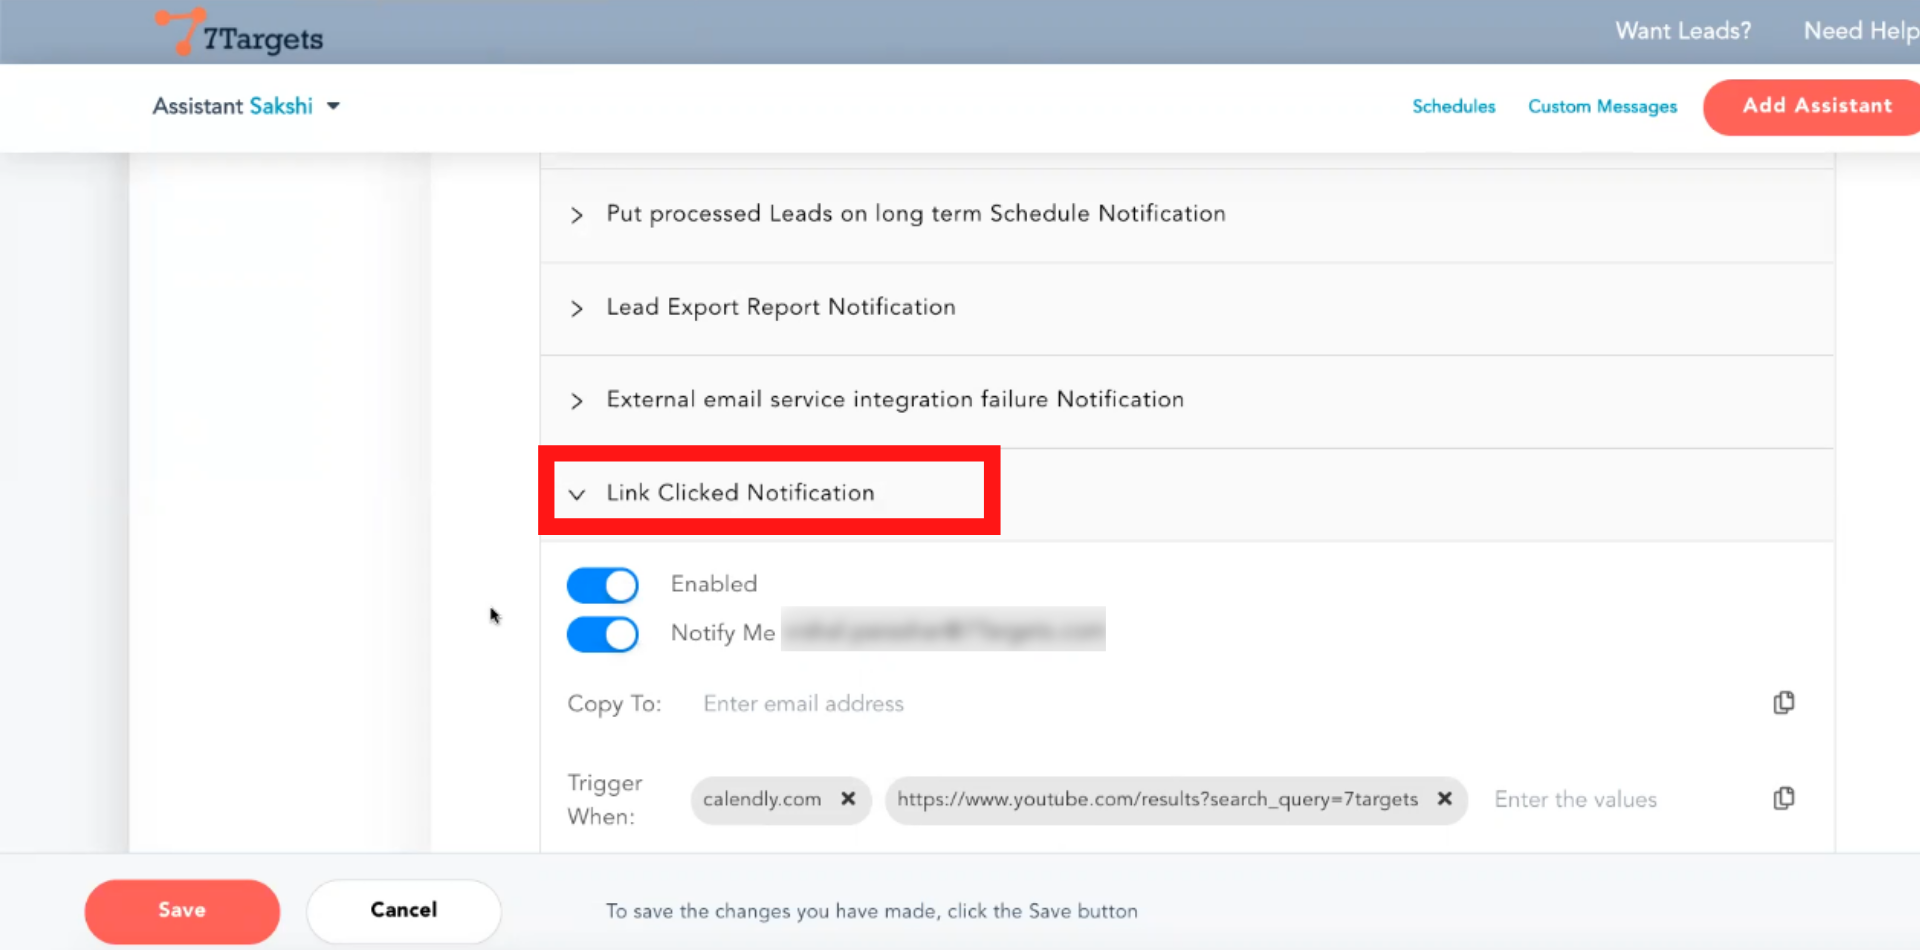 7Targets
Want Leads?
Need Help
Assistant Sakshi
Schedules
Custom Messages
Add Assistant
Put processed Leads on long term Schedule Notification
Lead Export Report Notification
External email service integration failure Notification
Link Clicked Notification
Enabled
Notify Me
Copy To:
Enter email address
Trigger
When:
calendly.com
https://www.youtube.com/results?search_query=7targets
Enter the values
Save
Cancel
To save the changes you have made, click the Save button